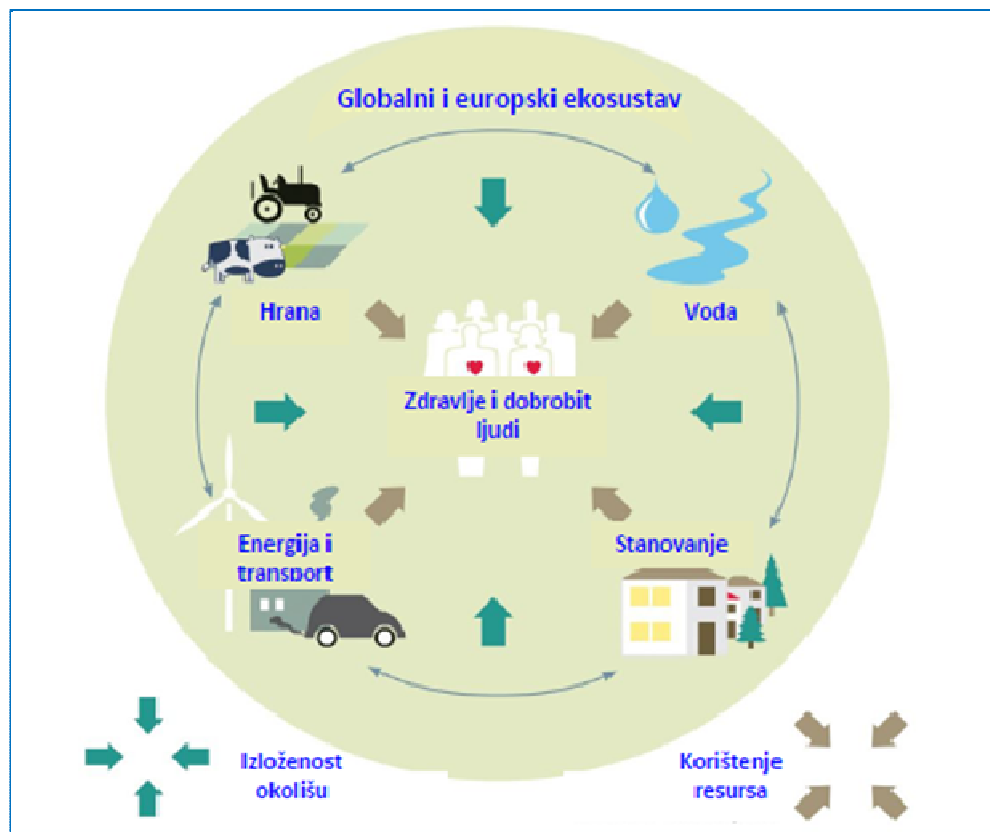 Globalni i europski ekosustav
Hrana
Voda
Zdravlje i dobrobit
ljudi
Energija i
transport
Stanovanje
Izloženost
okolišu
Korištenje
resursa